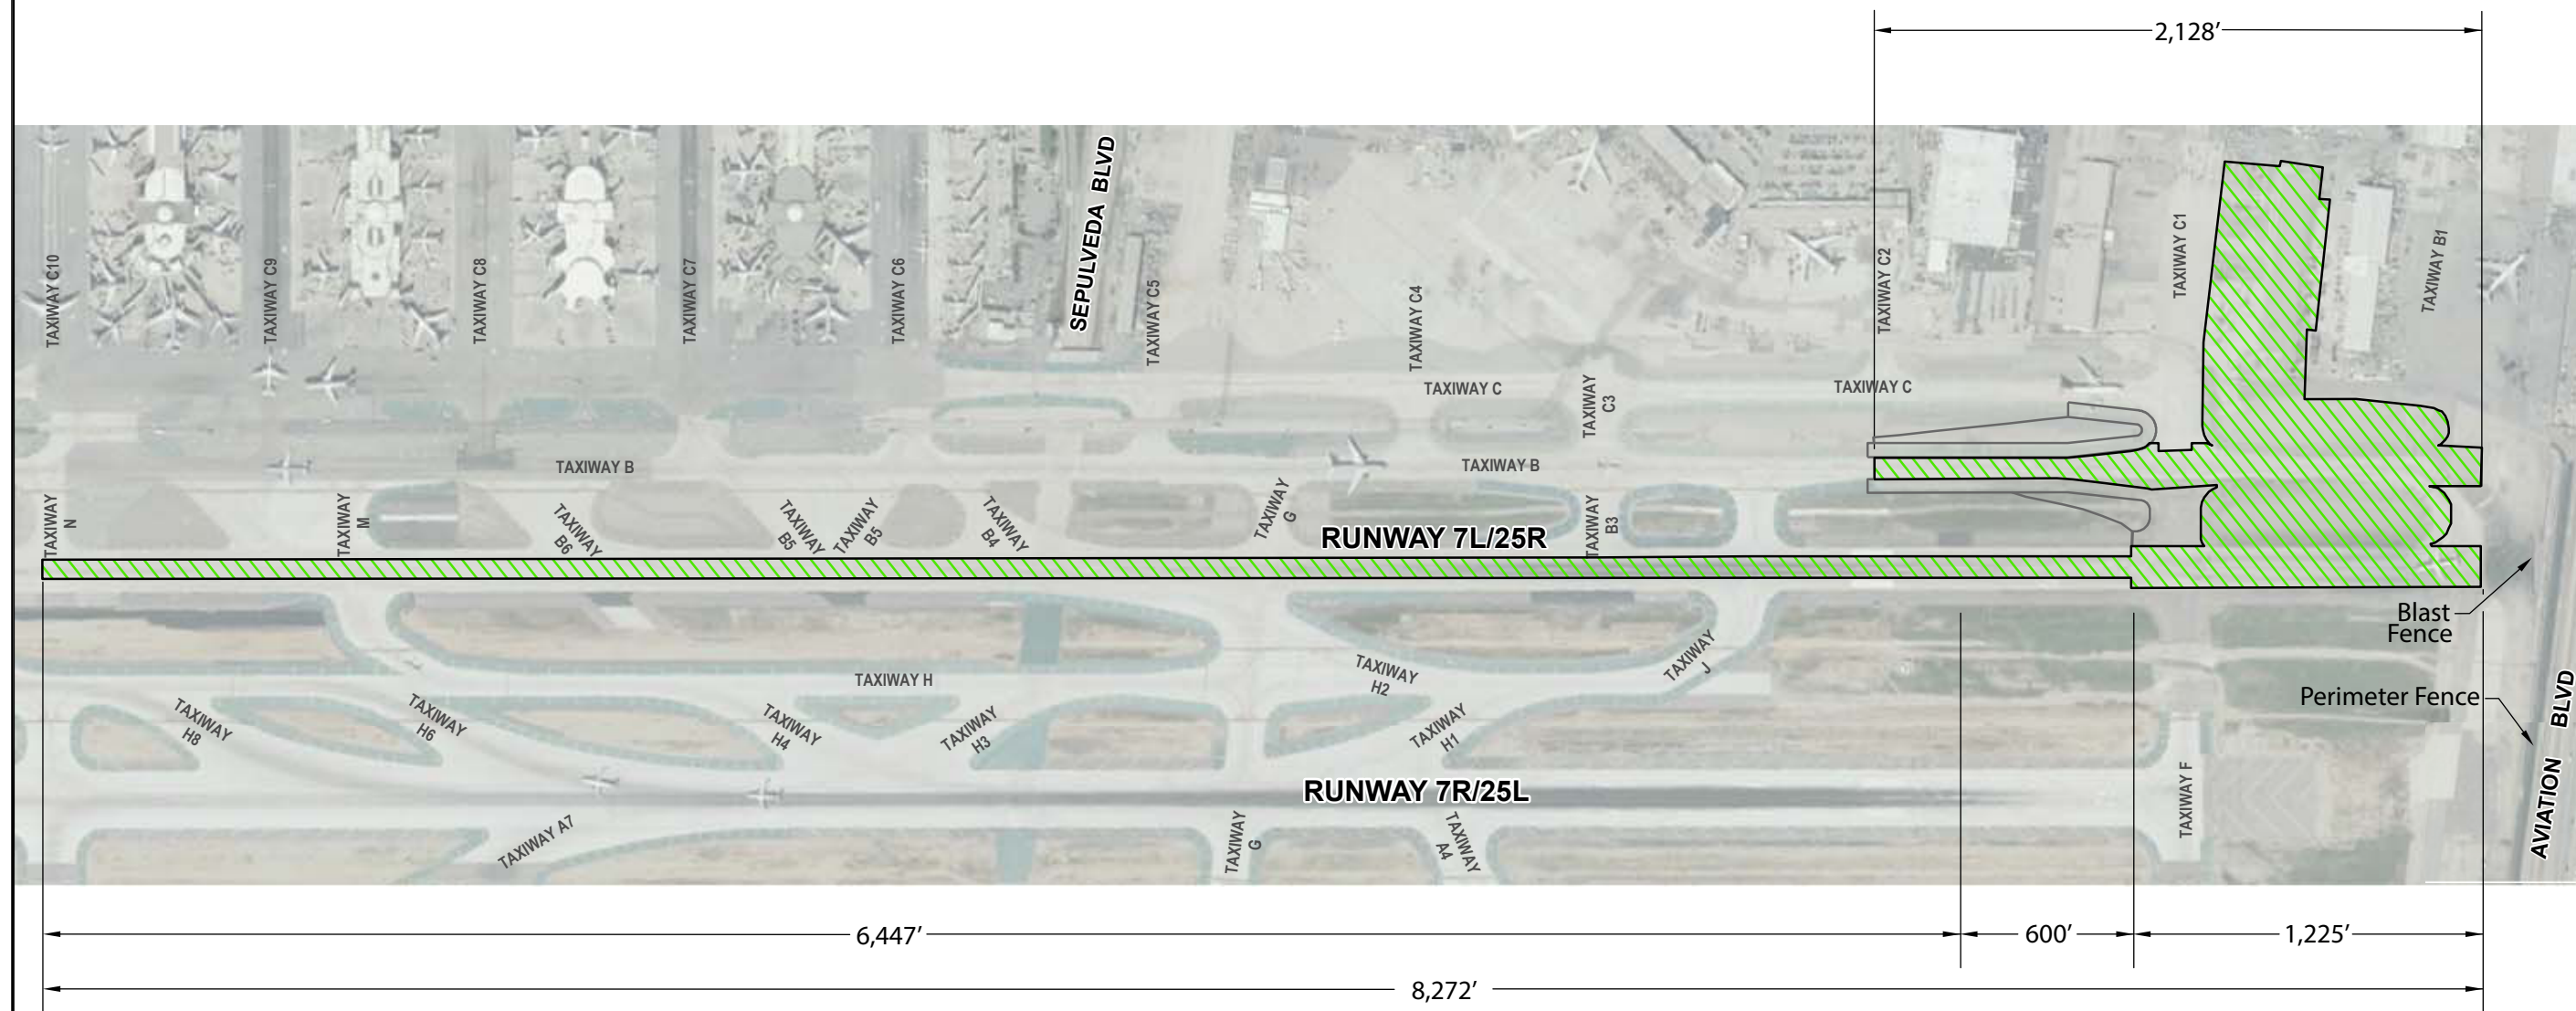 2,128’
SEPULVEDA BLVD
TAXIWAY C10
TAXIWAY C9
TAXIWAY C8
TAXIWAY C7
TAXIWAY C6
TAXIWAY C5
TAXIWAY C4
TAXIWAY C2
TAXIWAY C1
TAXIWAY B1
TAXIWAY C
TAXIWAY
C3
TAXIWAY C
TAXIWAY B
TAXIWAY B
TAXIWAY
N
TAXIWAY
M
TAXIWAY
B6
TAXIWAY
B5
TAXIWAY
B5
TAXIWAY
B4
TAXIWAY
G
RUNWAY 7L/25R
TAXIWAY
B3
Blast
Fence
TAXIWAY H
TAXIWAY
H2
TAXIWAY
J
Perimeter Fence
AVIATION BLVD
TAXIWAY
H8
TAXIWAY
H6
TAXIWAY
H4
TAXIWAY
H3
TAXIWAY
H1
RUNWAY 7R/25L
TAXIWAY F
TAXIWAY A7
TAXIWAY
G
TAXIWAY
A4
6,447’
600’
1,225’
8,272’